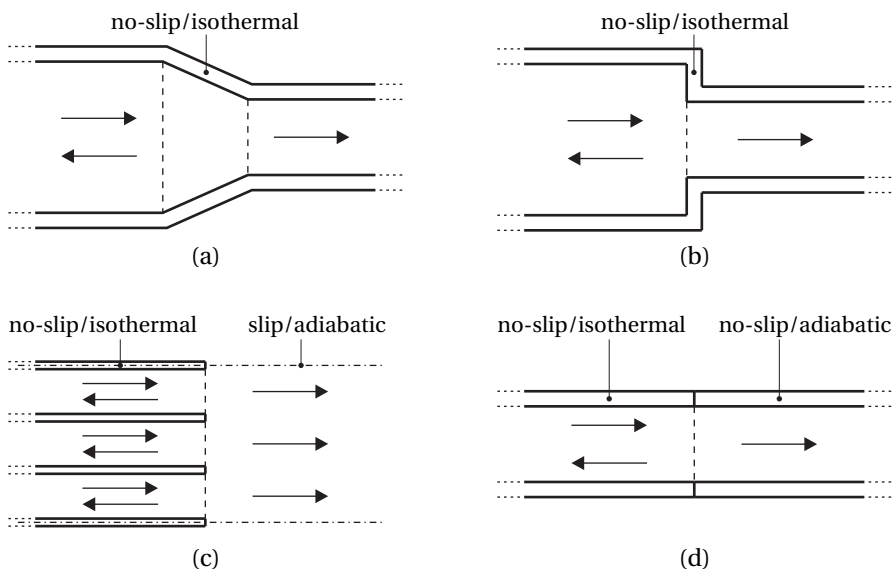 no-slip/isothermal
no-slip/isothermal
(a)
(b)
no-slip/isothermal
slip/adiabatic
no-slip/isothermal
no-slip/adiabatic
(c)
(d)